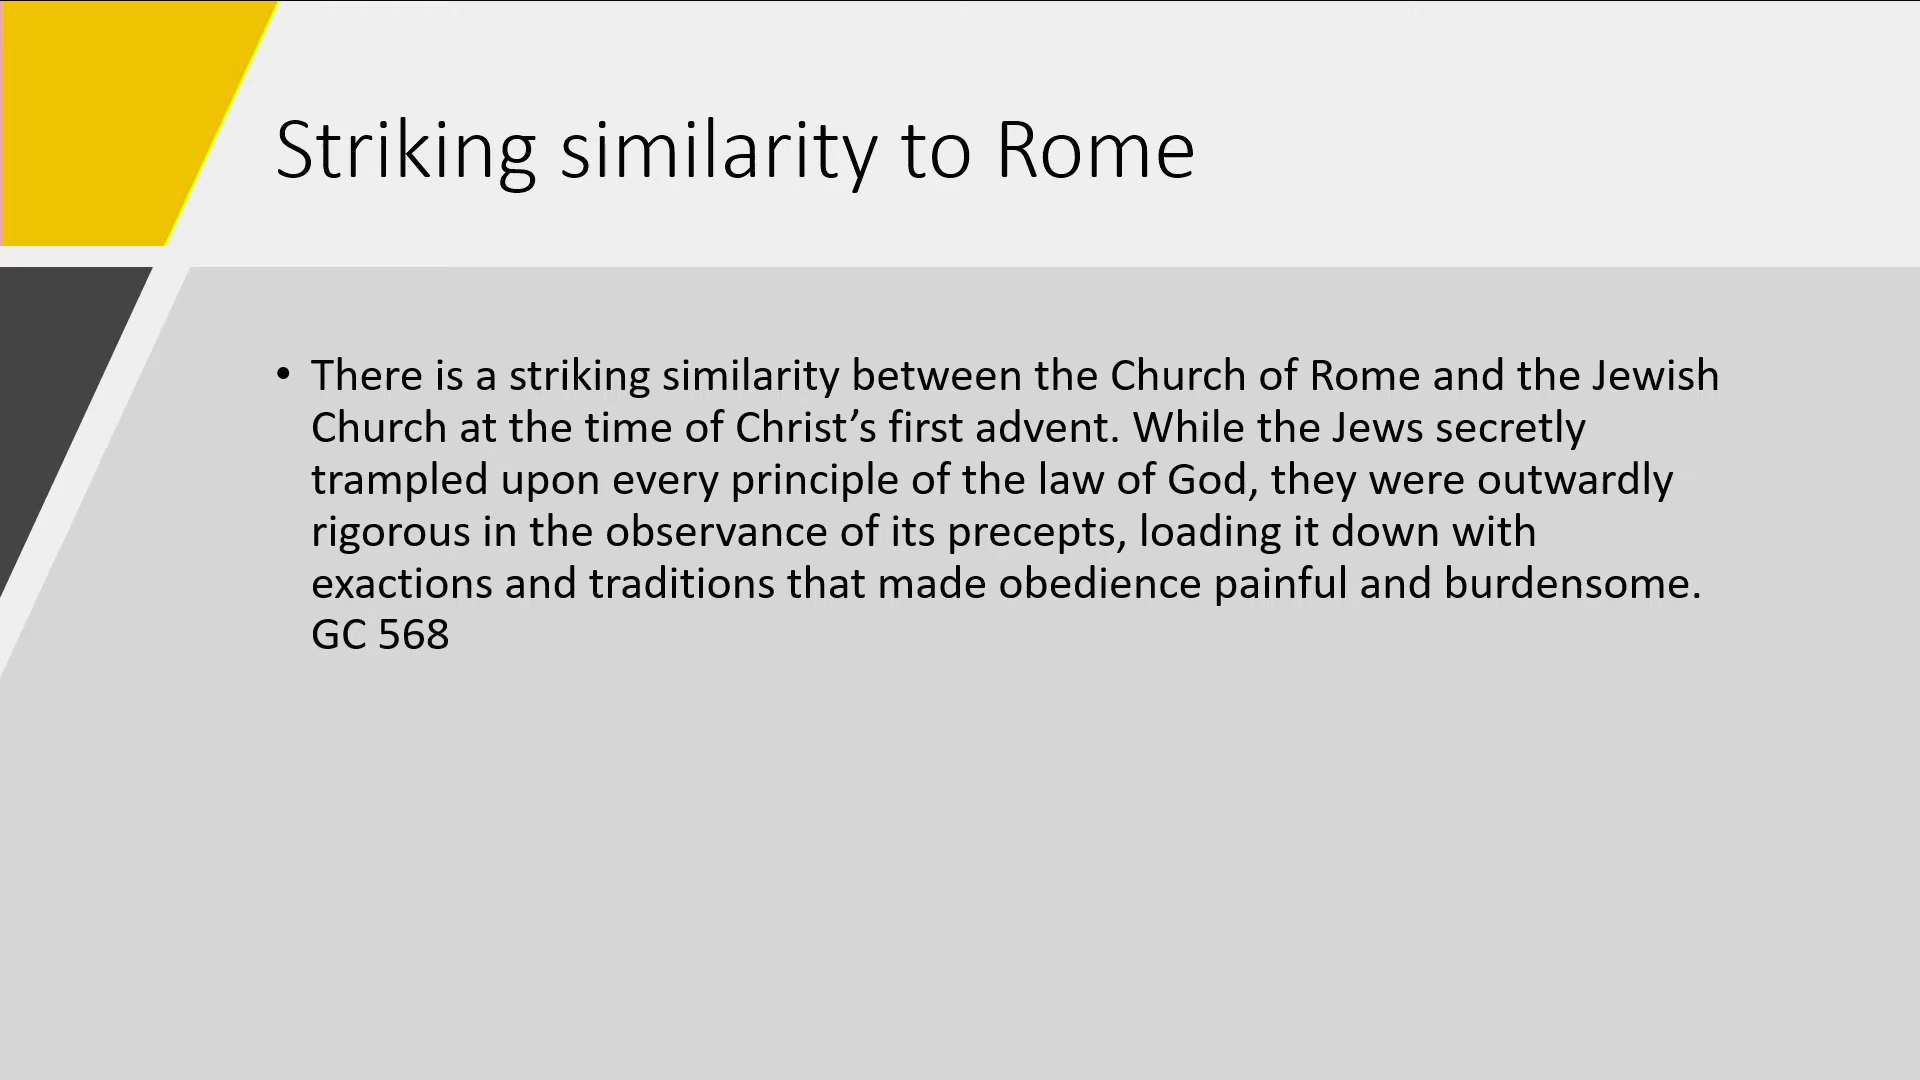 Striking similarity to Rome
• There is a striking similarity between the Church of Rome and the Jewish
Church at the time of Christ’s first advent. While the Jews secretly
trampled upon every principle of the law of God, they were outwardly
rigorous in the observance of its precepts, loading it down with
exactions and traditions that made obedience painful and burdensome.
GC 568